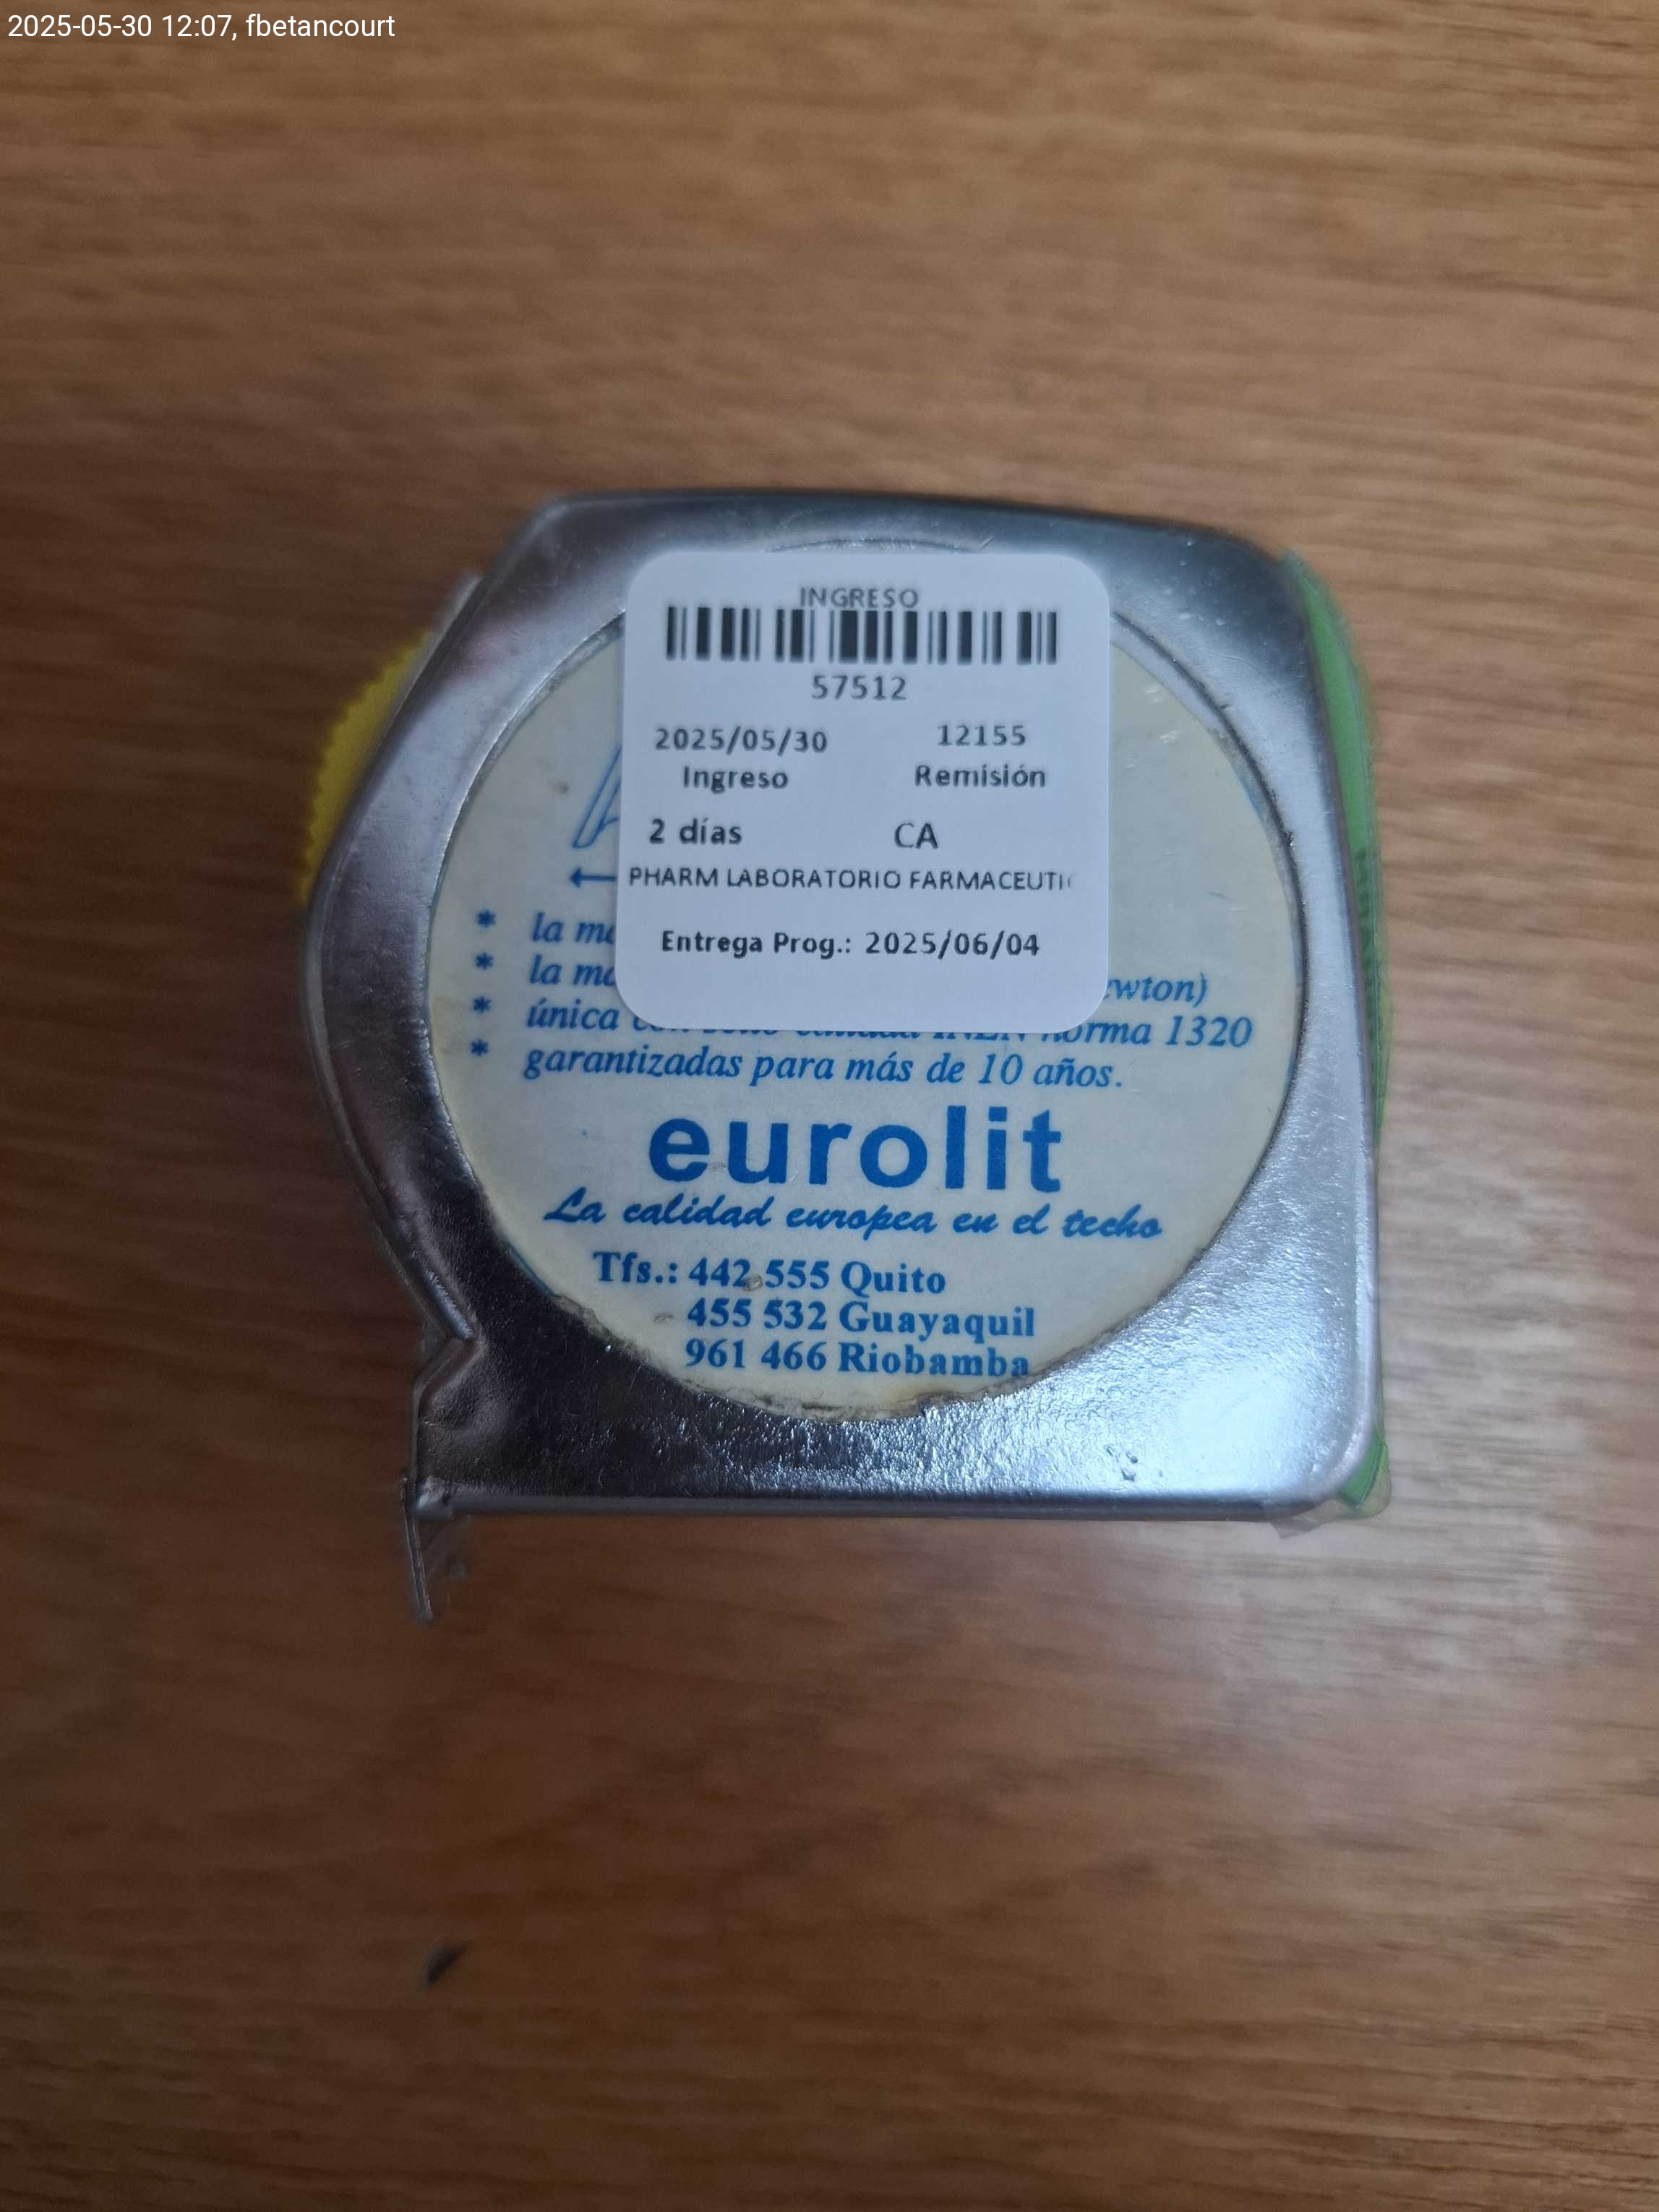 2025-05-30 12:07, fbetancourt
INGRESO
57512
2025/05/30 12155
Ingreso Remisión
2 días CA
PHARM LABORATORIO FARMACEUTI
Entrega Prog.: 2025/06/04
* la
* la
* única norma 1320
* garantizadas para más de 10 años.
eurolit
La calidad europea en el techo
Tfs.: 442 555 Quito
455 532 Guayaquil
961 466 Riobamba